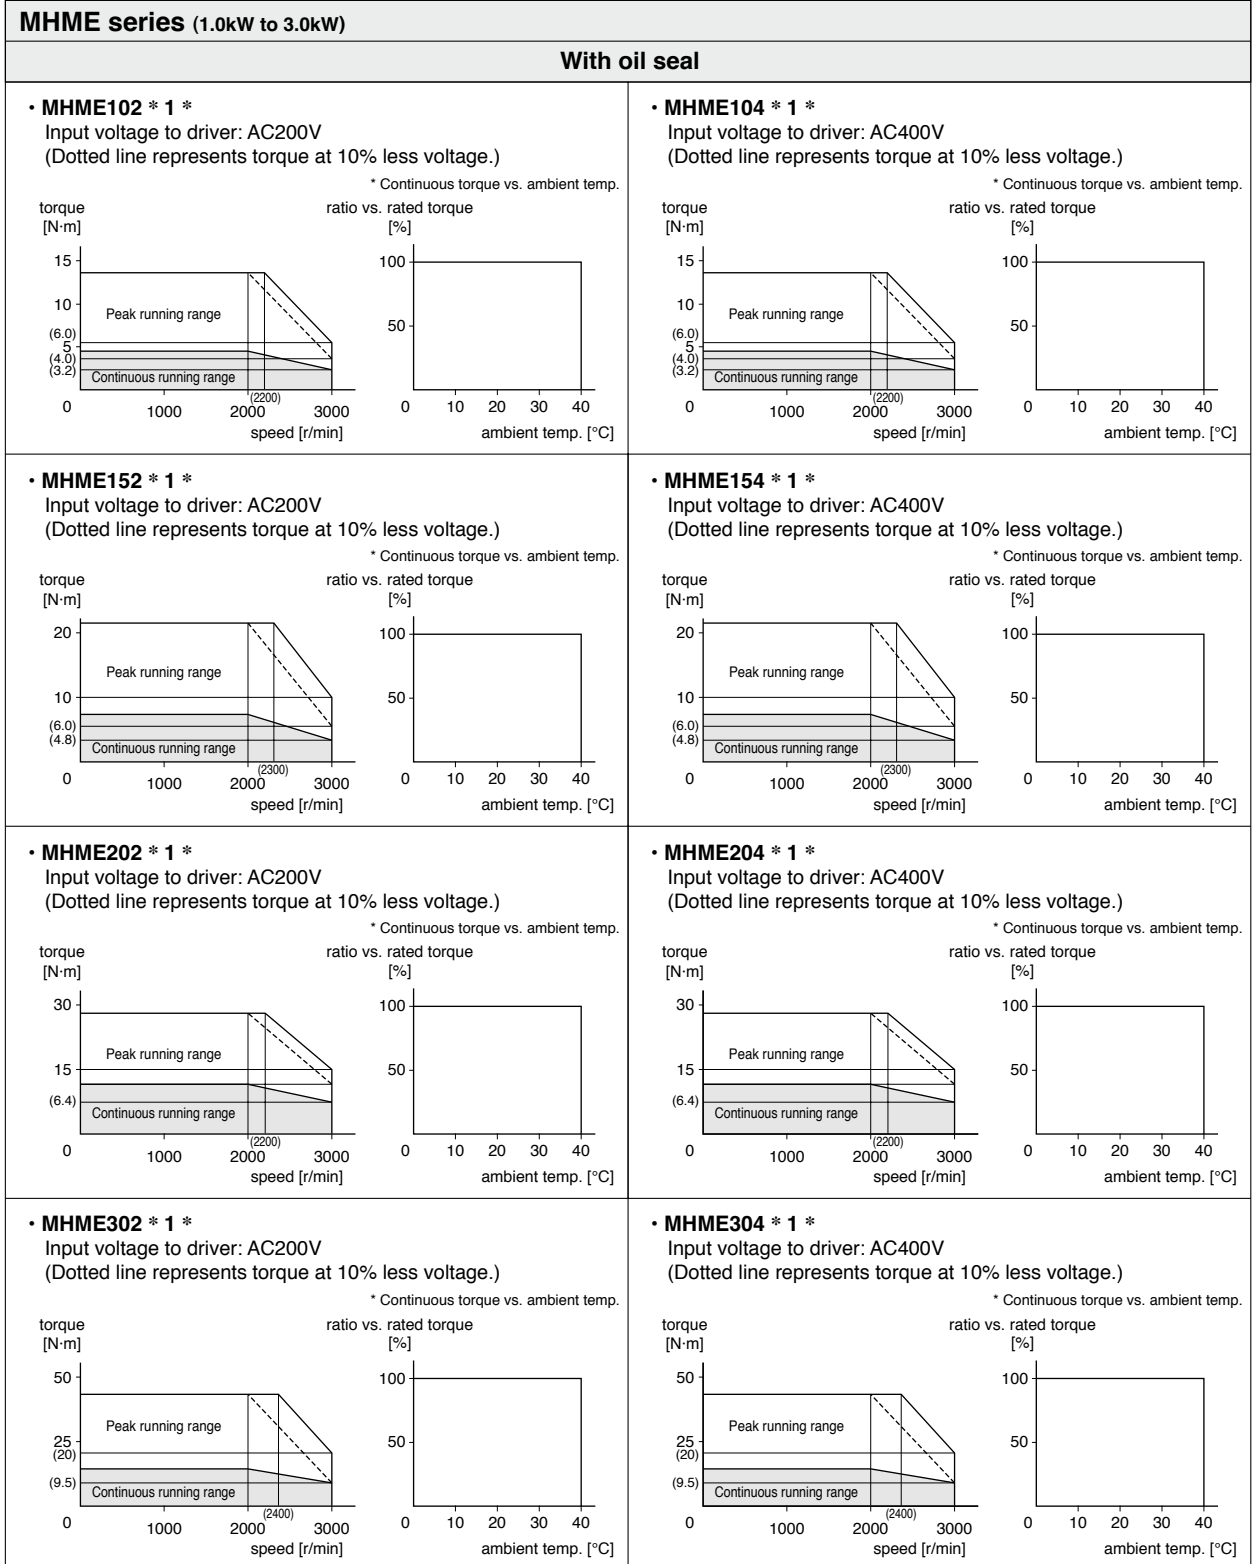 MHME series (1.0kW to 3.0kW)
With oil seal
・MHME102 * 1 *
Input voltage to driver: AC200V
(Dotted line represents torque at 10% less voltage.)
* Continuous torque vs. ambient temp.
torque
[N·m]
15
10
(6.0)
5
(4.0)
(3.2)
0
Peak running range
Continuous running range
1000
2000
(2200)
3000
speed [r/min]
ratio vs. rated torque
[%]
100
50
0
10
20
30
40
ambient temp. [°C]
・MHME104 * 1 *
Input voltage to driver: AC400V
(Dotted line represents torque at 10% less voltage.)
* Continuous torque vs. ambient temp.
torque
[N·m]
15
10
(6.0)
5
(4.0)
(3.2)
0
Peak running range
Continuous running range
1000
2000
(2200)
3000
speed [r/min]
ratio vs. rated torque
[%]
100
50
0
10
20
30
40
ambient temp. [°C]
・MHME152 * 1 *
Input voltage to driver: AC200V
(Dotted line represents torque at 10% less voltage.)
* Continuous torque vs. ambient temp.
torque
[N·m]
20
10
(6.0)
(4.8)
0
Peak running range
Continuous running range
1000
2000
(2300)
3000
speed [r/min]
ratio vs. rated torque
[%]
100
50
0
10
20
30
40
ambient temp. [°C]
・MHME154 * 1 *
Input voltage to driver: AC400V
(Dotted line represents torque at 10% less voltage.)
* Continuous torque vs. ambient temp.
torque
[N·m]
20
10
(6.0)
(4.8)
0
Peak running range
Continuous running range
1000
2000
(2300)
3000
speed [r/min]
ratio vs. rated torque
[%]
100
50
0
10
20
30
40
ambient temp. [°C]
・MHME202 * 1 *
Input voltage to driver: AC200V
(Dotted line represents torque at 10% less voltage.)
* Continuous torque vs. ambient temp.
torque
[N·m]
30
15
(6.4)
0
Peak running range
Continuous running range
1000
2000
(2200)
3000
speed [r/min]
ratio vs. rated torque
[%]
100
50
0
10
20
30
40
ambient temp. [°C]
・MHME204 * 1 *
Input voltage to driver: AC400V
(Dotted line represents torque at 10% less voltage.)
* Continuous torque vs. ambient temp.
torque
[N·m]
30
15
(6.4)
0
Peak running range
Continuous running range
1000
2000
(2200)
3000
speed [r/min]
ratio vs. rated torque
[%]
100
50
0
10
20
30
40
ambient temp. [°C]
・MHME302 * 1 *
Input voltage to driver: AC200V
(Dotted line represents torque at 10% less voltage.)
* Continuous torque vs. ambient temp.
torque
[N·m]
50
25
(20)
(9.5)
0
Peak running range
Continuous running range
1000
2000
(2400)
3000
speed [r/min]
ratio vs. rated torque
[%]
100
50
0
10
20
30
40
ambient temp. [°C]
・MHME304 * 1 *
Input voltage to driver: AC400V
(Dotted line represents torque at 10% less voltage.)
* Continuous torque vs. ambient temp.
torque
[N·m]
50
25
(20)
(9.5)
0
Peak running range
Continuous running range
1000
2000
(2400)
3000
speed [r/min]
ratio vs. rated torque
[%]
100
50
0
10
20
30
40
ambient temp. [°C]